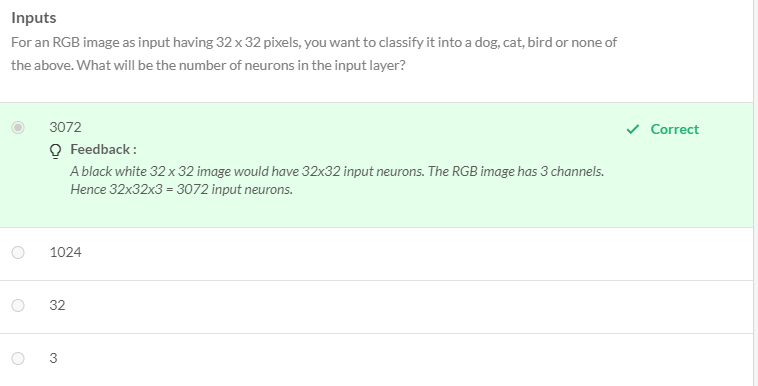 Inputs
For an RGB image as input having 32 x 32 pixels, you want to classify it into a dog, cat, bird or none of
the above. What will be the number of neurons in the input layer?
3072
Correct
Feedback :
A black white 32 x 32 image would have 32x32 input neurons. The RGB image has 3 channels.
Hence 32x32x3 = 3072 input neurons.
1024
32
3